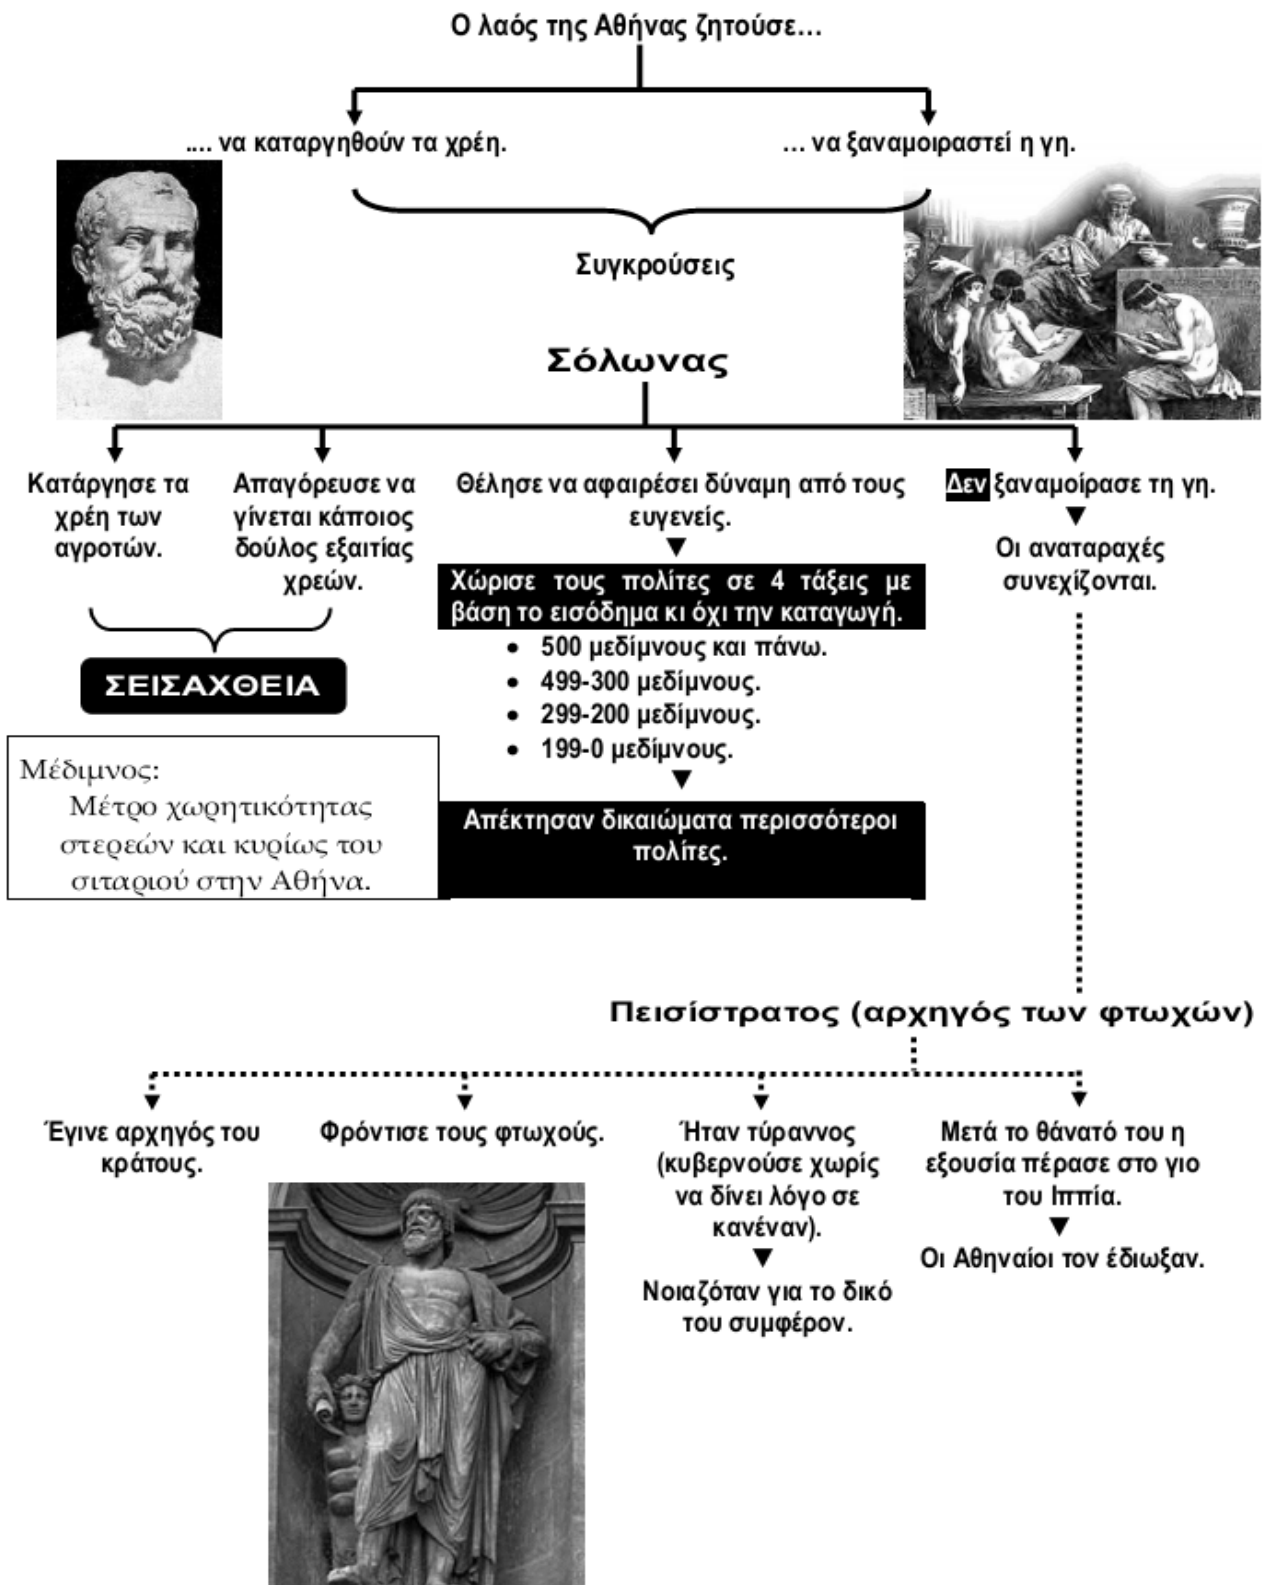 Ο λαός της Αθήνας ζητούσε...
.... να καταργηθούν τα χρέη.
... να ξαναμοιραστεί η γη.
Συγκρούσεις
Σόλωνας
Κατάργησε τα
χρέη των
αγροτών.
Απαγόρευσε να
γίνεται κάποιος
δούλος εξαιτίας
χρεών.
ΣΕΙΣΑΧΘΕΙΑ
Θέλησε να αφαιρέσει δύναμη από τους
ευγενείς.
Χώρισε τους πολίτες σε 4 τάξεις με
βάση το εισόδημα κι όχι την καταγωγή.
• 500 μεδίμνους και πάνω.
• 499-300 μεδίμνους.
• 299-200 μεδίμνους.
• 199-0 μεδίμνους.
Απέκτησαν δικαιώματα περισσότεροι
πολίτες.
Δεν ξαναμοίρασε τη γη.
Οι αναταραχές
συνεχίζονται.
Μέδιμνος:
Μέτρο χωρητικότητας
στερεών και κυρίως του
σιταριού στην Αθήνα.
Πεισίστρατος (αρχηγός των φτωχών)
Έγινε αρχηγός του
κράτους.
Φρόντισε τους φτωχούς.
Ήταν τύραννος
(κυβερνούσε χωρίς
να δίνει λόγο σε
κανέναν).
Νοιαζόταν για το δικό
του συμφέρον.
Μετά το θάνατό του η
εξουσία πέρασε στο γιο
του Ιππία.
Οι Αθηναίοι τον έδιωξαν.